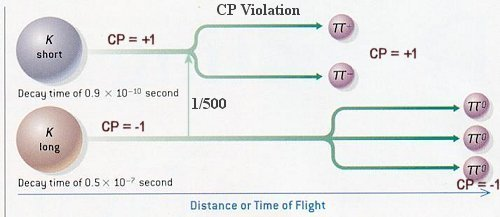 CP Violation
K
short
CP = +1
π+
π−
CP = +1
Decay time of 0.9 × 10⁻¹⁰ second
1/500
K
long
CP = -1
π0
π0
π0
CP = -1
Decay time of 0.5 × 10⁻⁷ second
Distance or Time of Flight